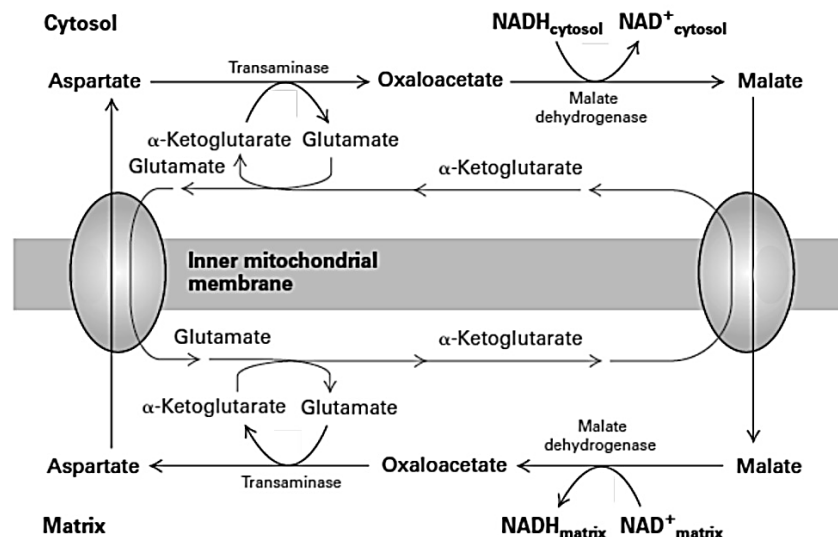 Cytosol
NADHcytosol NAD+cytosol
Aspartate
Transaminase
Oxaloacetate
Malate
dehydrogenase
Malate
α-Ketoglutarate Glutamate
Glutamate
α-Ketoglutarate
Inner mitochondrial
membrane
Glutamate
α-Ketoglutarate
α-Ketoglutarate Glutamate
Malate
dehydrogenase
Aspartate
Transaminase
Oxaloacetate
Malate
Matrix
NADHmatrix NAD+matrix